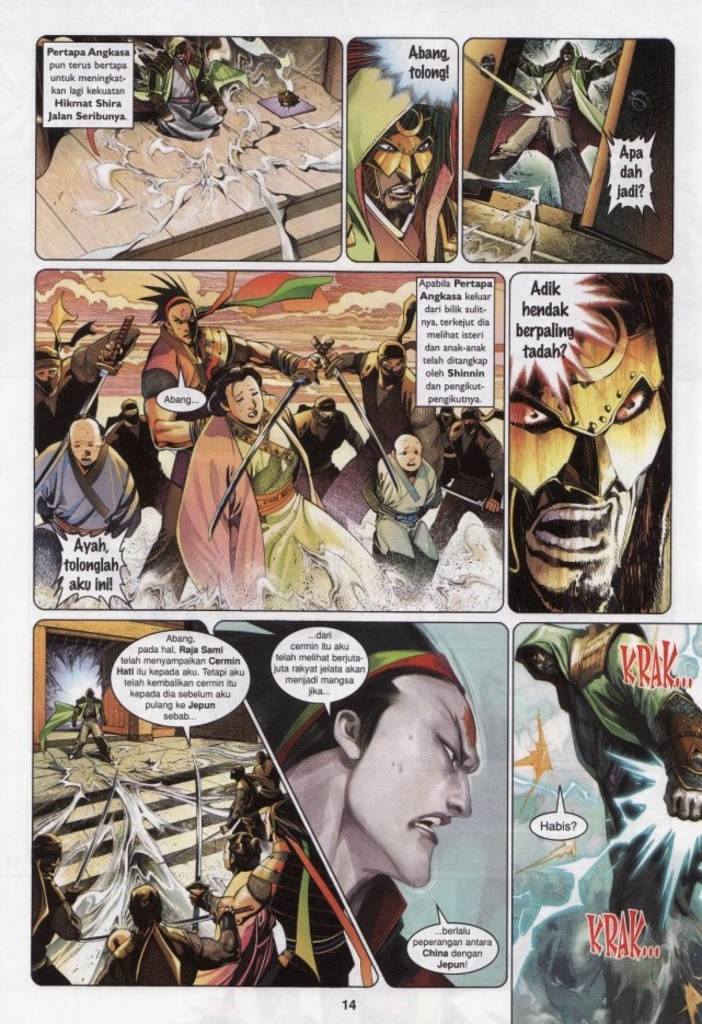 Pertapa Angkasa
pun terus bertapa
untuk meningkat-
kan lagi kekuatan
Hikmat Shira
Jalan Seribunya.
Abang,
tolong!
Apa
dah
jadi?
Abang...
Ayah,
tolonglah
aku ini!
Apabila Pertapa
Angkasa keluar
dari bilik sulit-
nya, terkejut dia
melihat isteri
dan anak-anak
telah ditangkap
oleh Shinnin
dan pengikut-
pengikutnya.
Adik
hendak
berpaling
tadah?
Abang,
pada hal, Raja Sami
telah menyampaikan Cermin
Hati itu kepada aku. Tetapi aku
telah kembalikan cermin itu
kepada dia sebelum aku
pulang ke Jepun
sebab...
...dari
cermin itu aku
telah melihat berjuta-
juta rakyat jelata akan
menjadi mangsa
jika...
...berlalu
peperangan antara
China dengan
Jepun!
KRAK...
Habis?
KRAK...
14